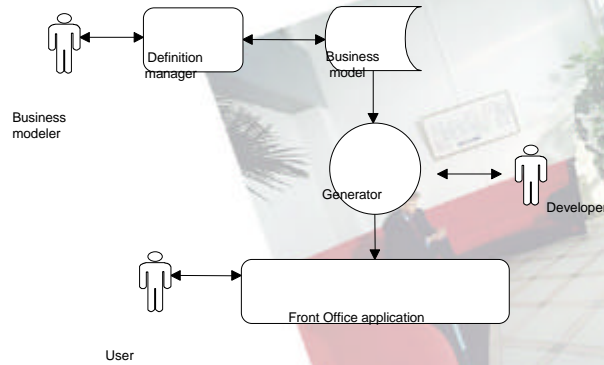 Definition
manager
Business
model
Business
modeler
Generator
Developer
Front Office application
User